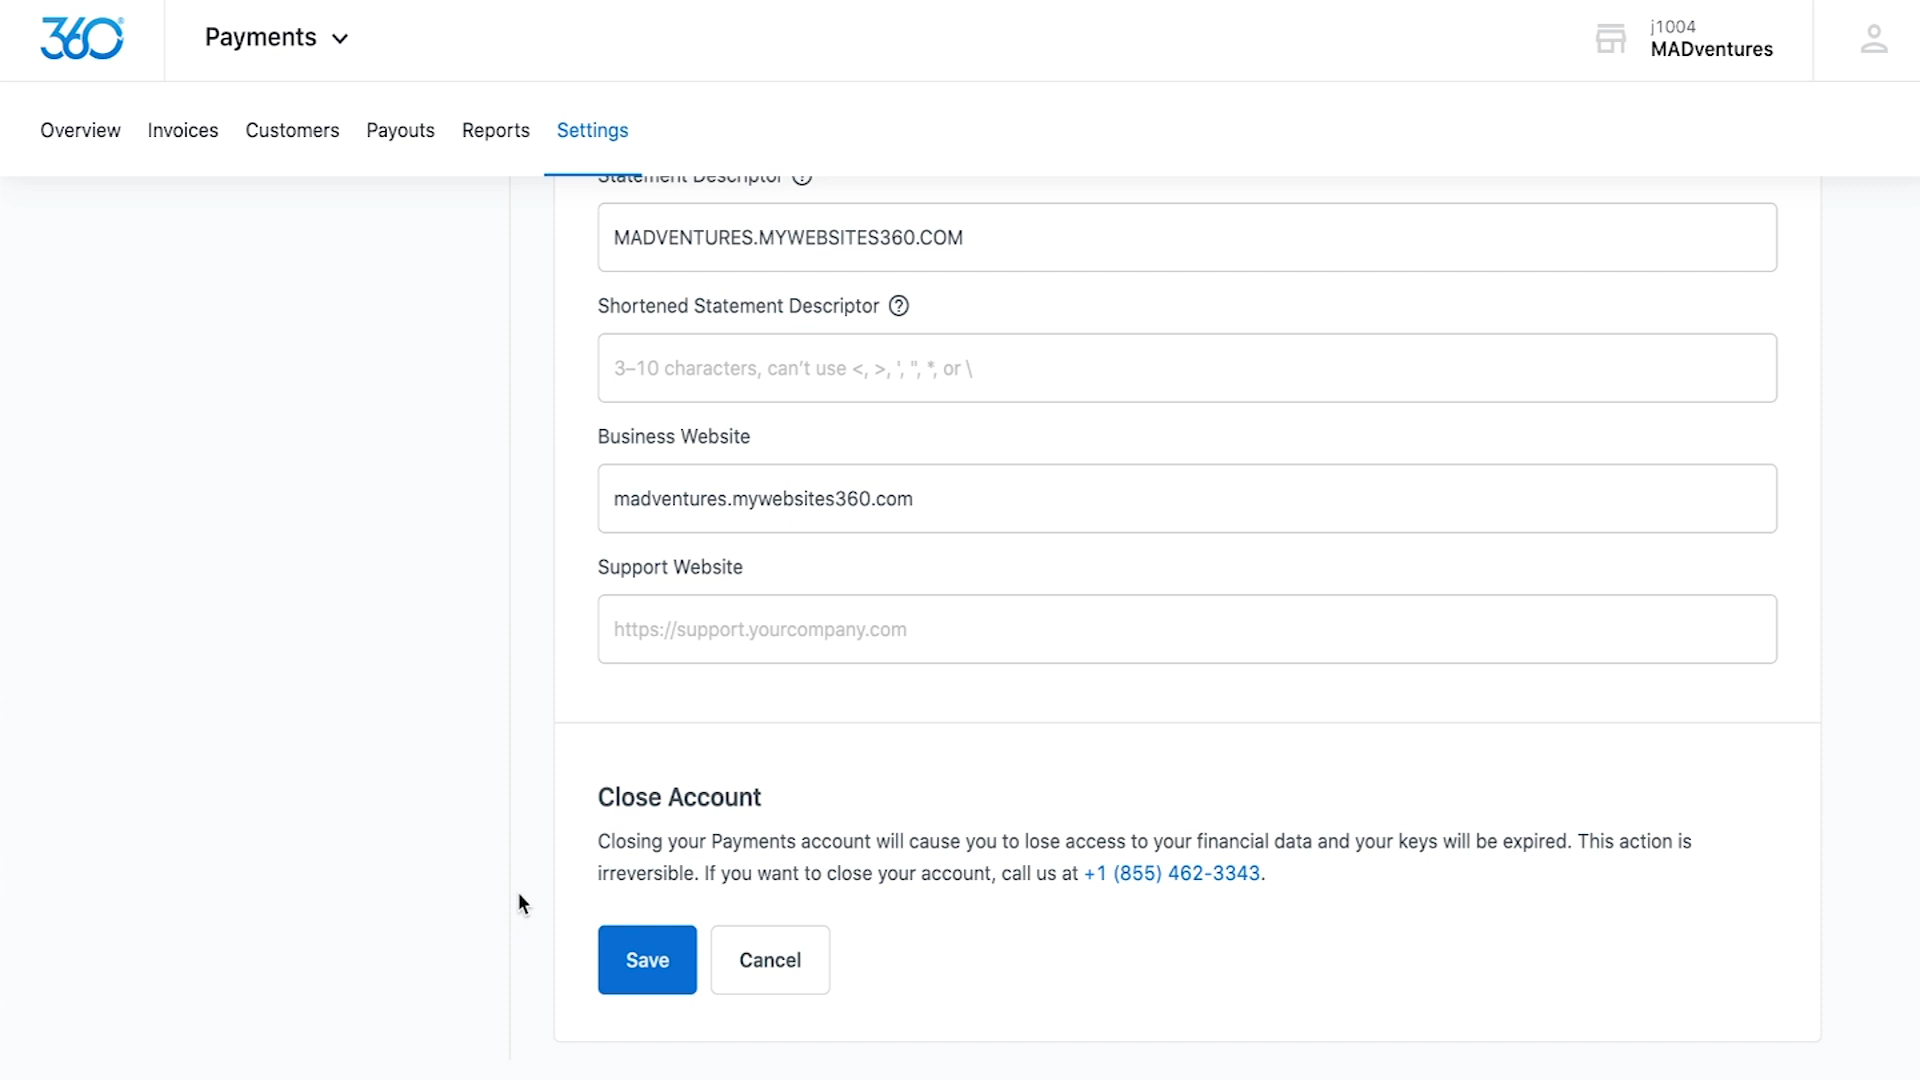 360®
Payments
j1004
MADventures
Overview Invoices Customers Payouts Reports Settings
Statement Descriptor ?
MADVENTURES.MYWEBSITES360.COM
Shortened Statement Descriptor ?
3–10 characters, can’t use <, >, ', ", *, or \
Business Website
madventures.mywebsites360.com
Support Website
https://support.yourcompany.com
Close Account
Closing your Payments account will cause you to lose access to your financial data and your keys will be expired. This action is
irreversible. If you want to close your account, call us at +1 (855) 462-3343.
Save Cancel